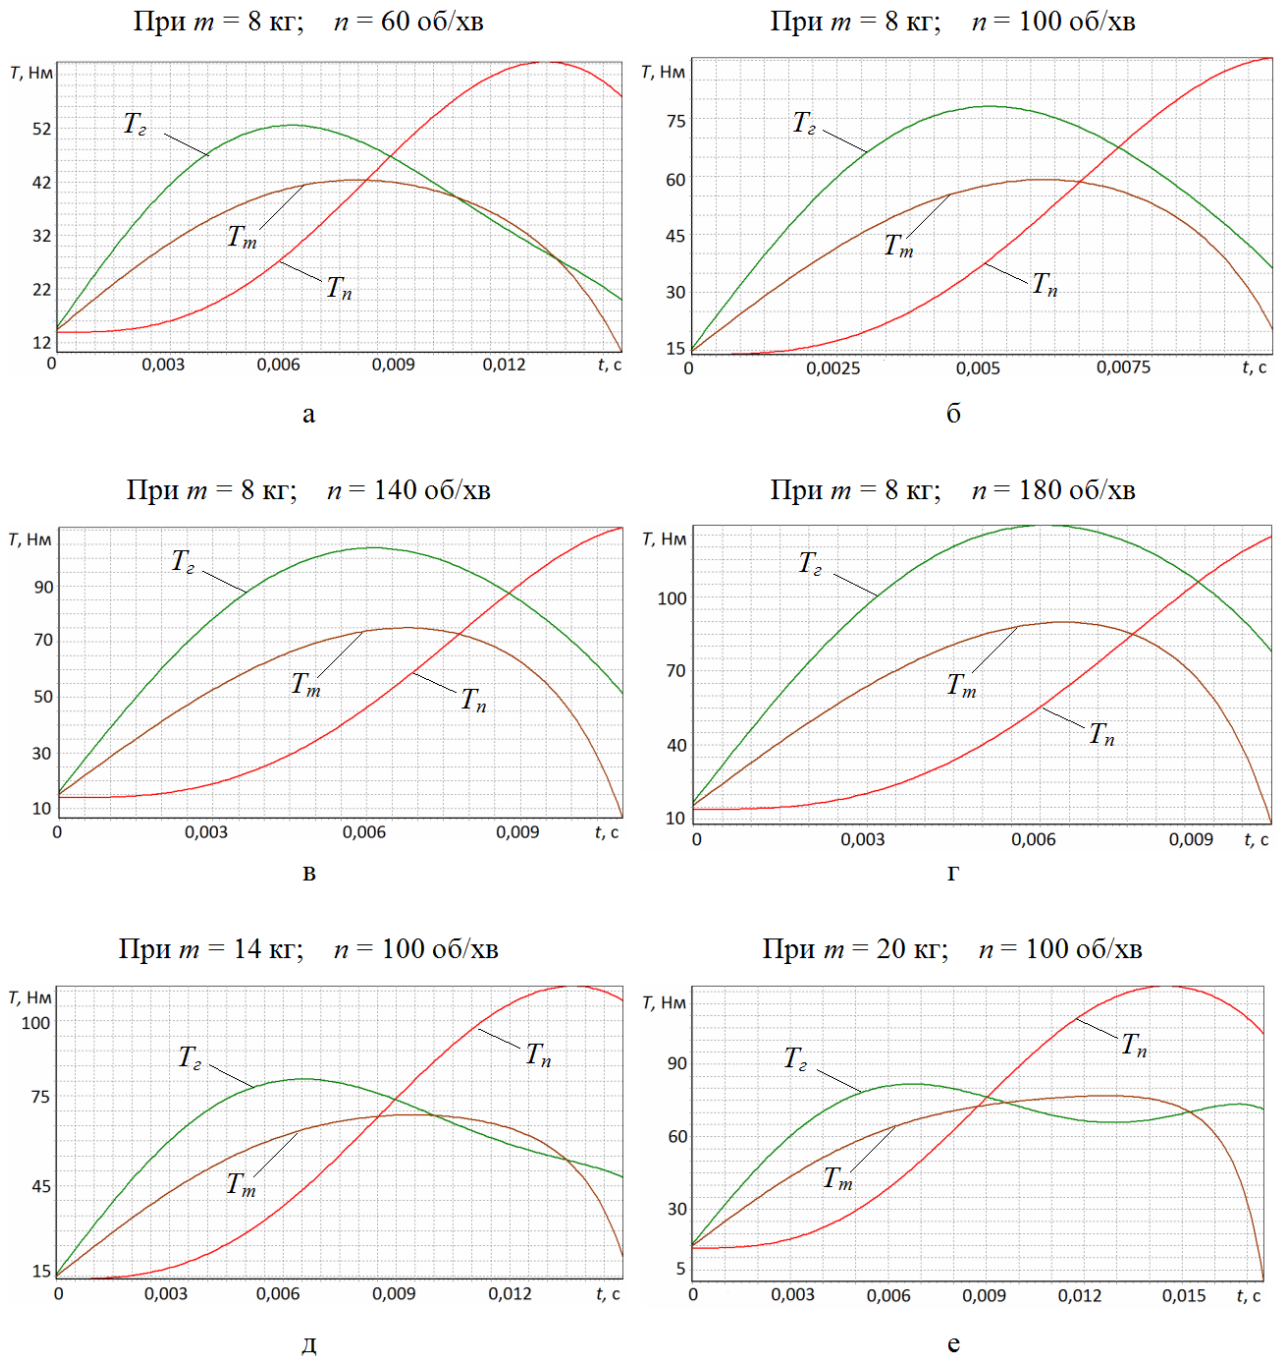 При m = 8 кг; n = 60 об/хв
При m = 8 кг; n = 100 об/хв
T, Нм
52
42
32
22
12
Tг
Tm
Tп
0 0,003 0,006 0,009 0,012 t, с
а
T, Нм
75
60
45
30
15
Tг
Tm
Tп
0 0,0025 0,005 0,0075 t, с
б
При m = 8 кг; n = 140 об/хв
При m = 8 кг; n = 180 об/хв
T, Нм
90
70
50
30
10
Tг
Tm
Tп
0 0,003 0,006 0,009 t, с
в
T, Нм
100
70
40
10
Tг
Tm
Tп
0 0,003 0,006 0,009 t, с
г
При m = 14 кг; n = 100 об/хв
При m = 20 кг; n = 100 об/хв
T, Нм
100
75
45
15
Tг
Tп
Tm
0 0,003 0,006 0,009 0,012 t, с
д
T, Нм
90
60
30
5
Tп
Tг
Tm
0 0,003 0,006 0,009 0,012 0,015 t, с
е